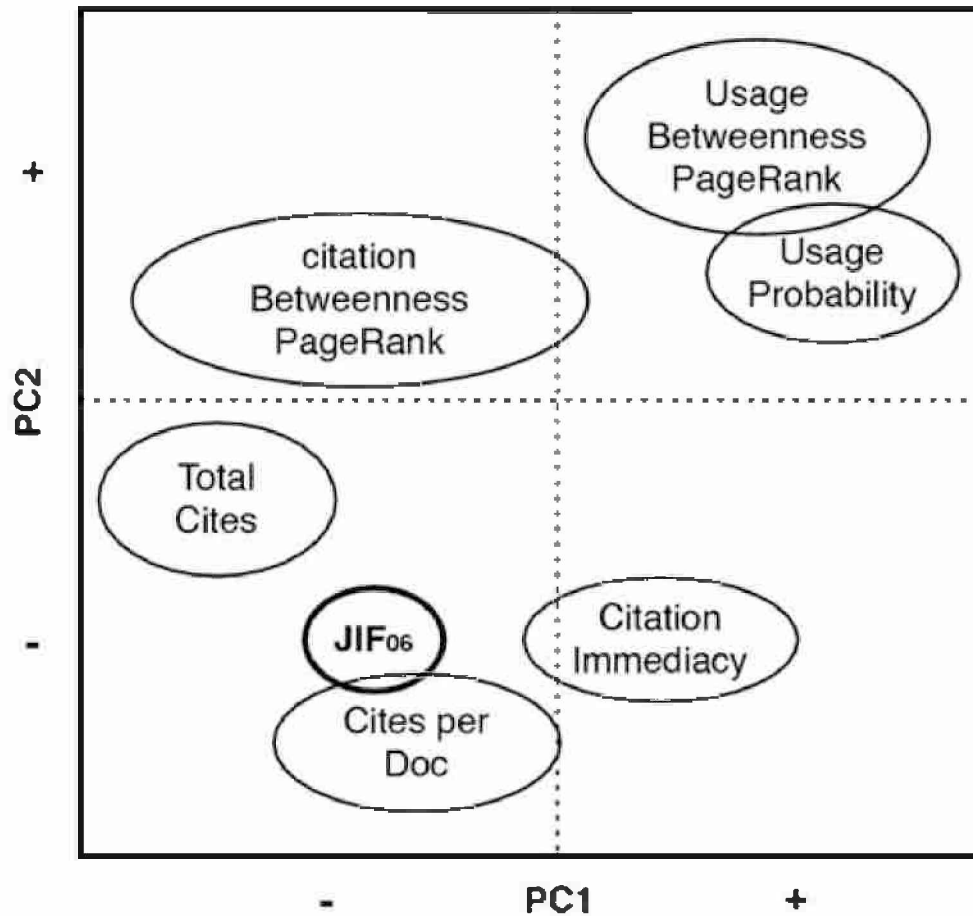 Usage
Betweenness
PageRank
Usage
Probability
citation
Betweenness
PageRank
Total
Cites
JIF06
Citation
Immediacy
Cites per
Doc
+
PC2
-
- PC1 +